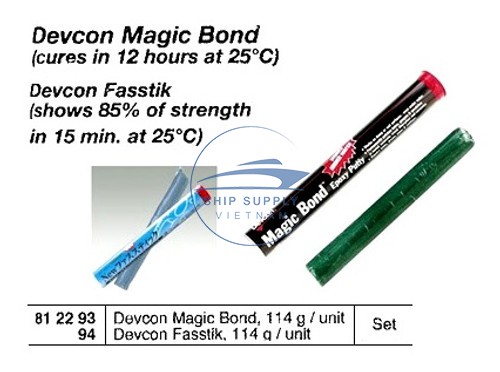 Devcon Magic Bond
(cures in 12 hours at 25°C)
Devcon Fasstik
(shows 85% of strength
in 15 min. at 25°C)
SHIP SUPPLY
VIETNAM
Magic Bond
Epoxy Putty
81 22 93 Devcon Magic Bond, 114 g / unit Set
94 Devcon Fasstik, 114 g / unit